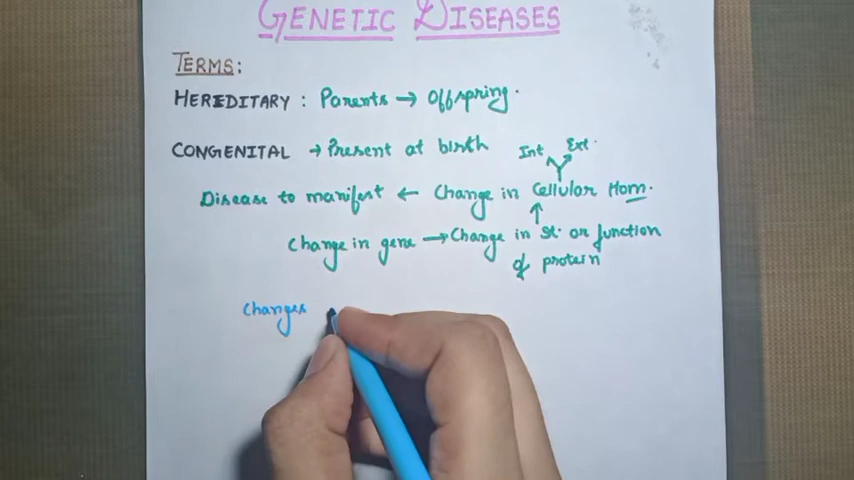 GENETIC DISEASES
TERMS:
HEREDITARY : Parents → Offspring.
CONGENITAL → Present at birth
Int Ext.
Disease to manifest ← Change in Cellular Hom.
Change in gene → Change in St. or function
of protein
Changes